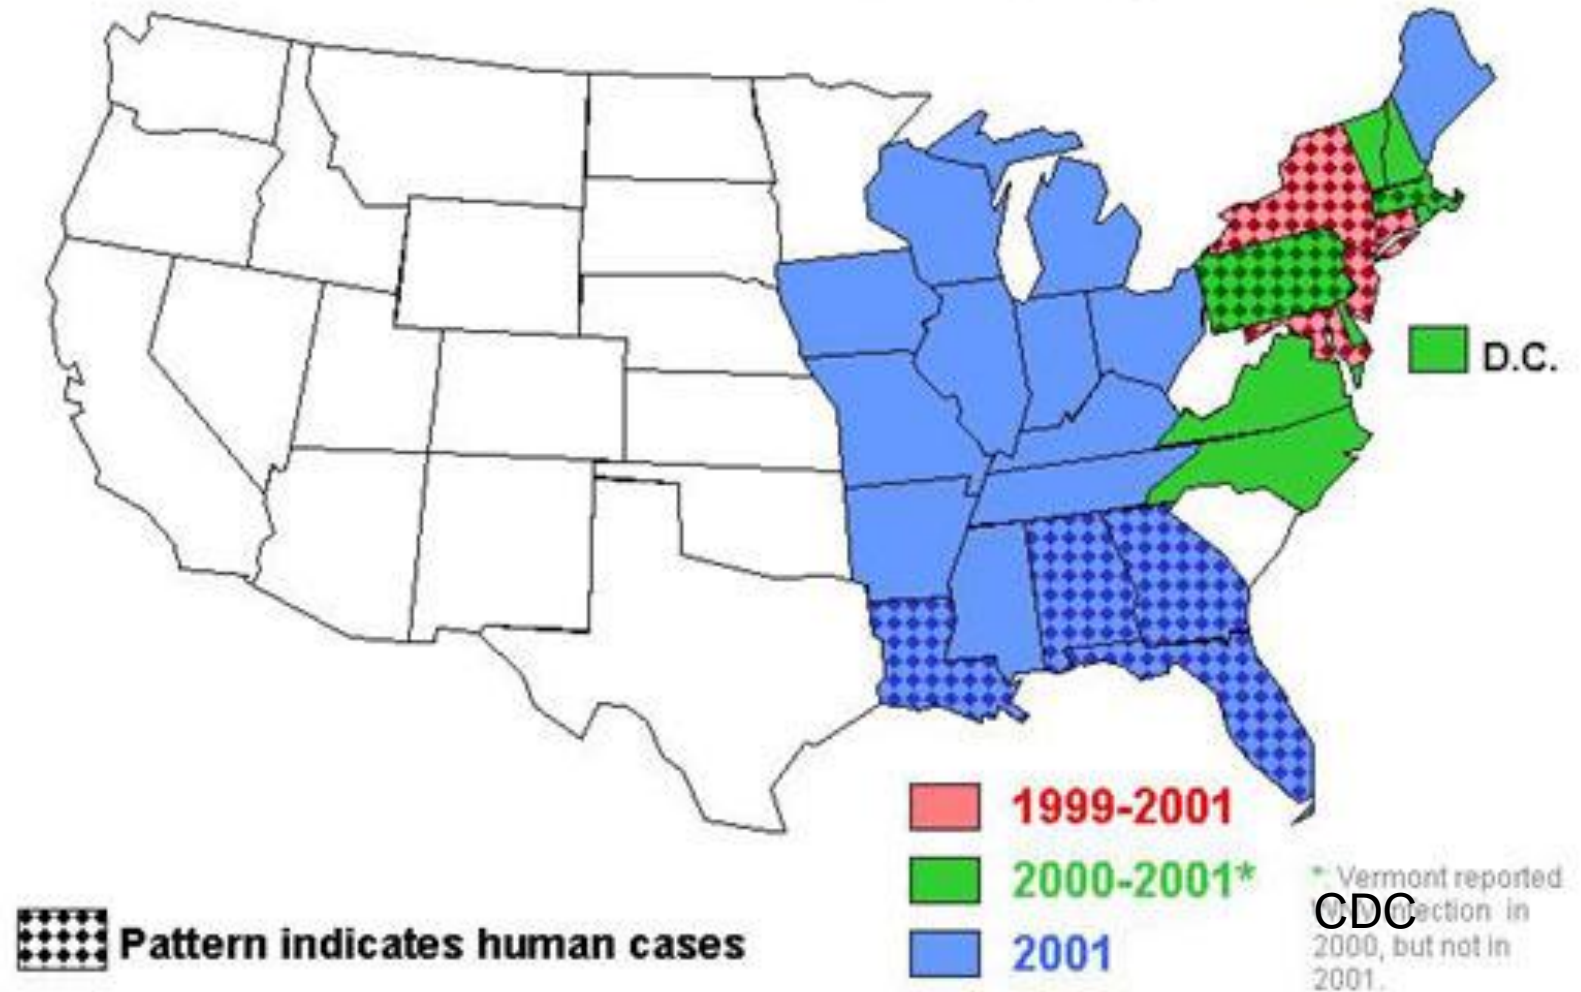 D.C.
1999-2001
2000-2001*
2001
Pattern indicates human cases
* Vermont reported
in
2000, but not in
2001.
CDC